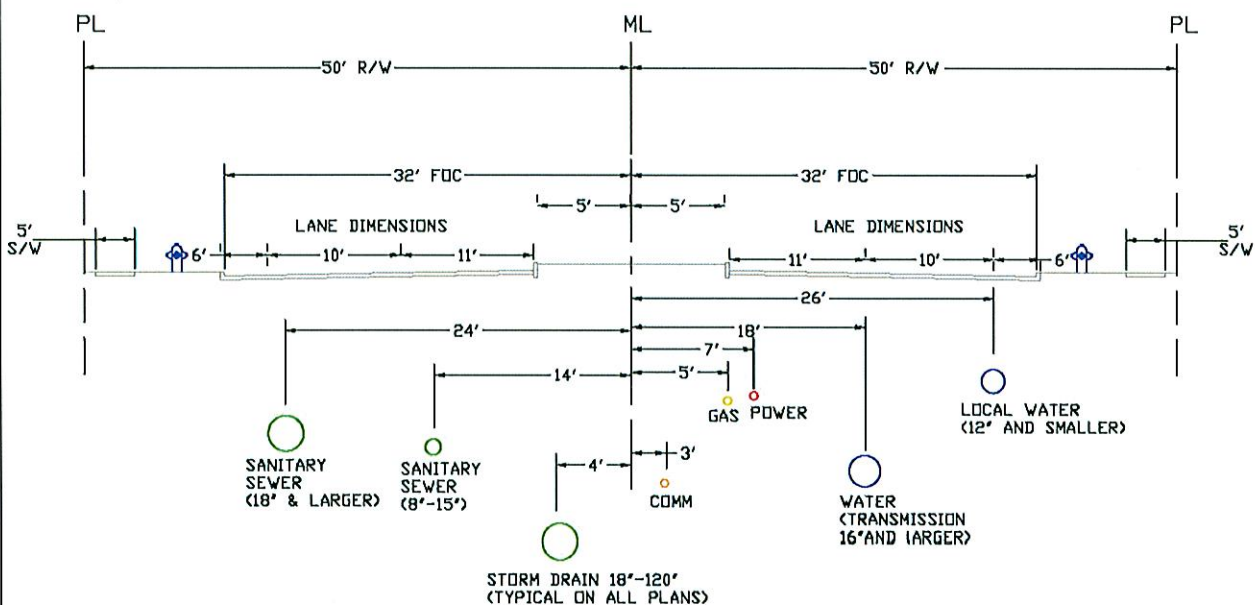 PL ML PL
50' R/W 50' R/W
32' FOC 32' FOC
5' 5'
LANE DIMENSIONS LANE DIMENSIONS
5'
S/W
6' 10' 11' 11' 10' 6'
5'
S/W
26'
24' 18'
7'
14' 5'
GAS POWER
LOCAL WATER
(12" AND SMALLER)
SANITARY
SEWER
(18" & LARGER)
SANITARY
SEWER
(8"-15")
4' 3'
COMM
WATER
(TRANSMISSION
16"AND LARGER)
STORM DRAIN 18"-120"
(TYPICAL ON ALL PLANS)